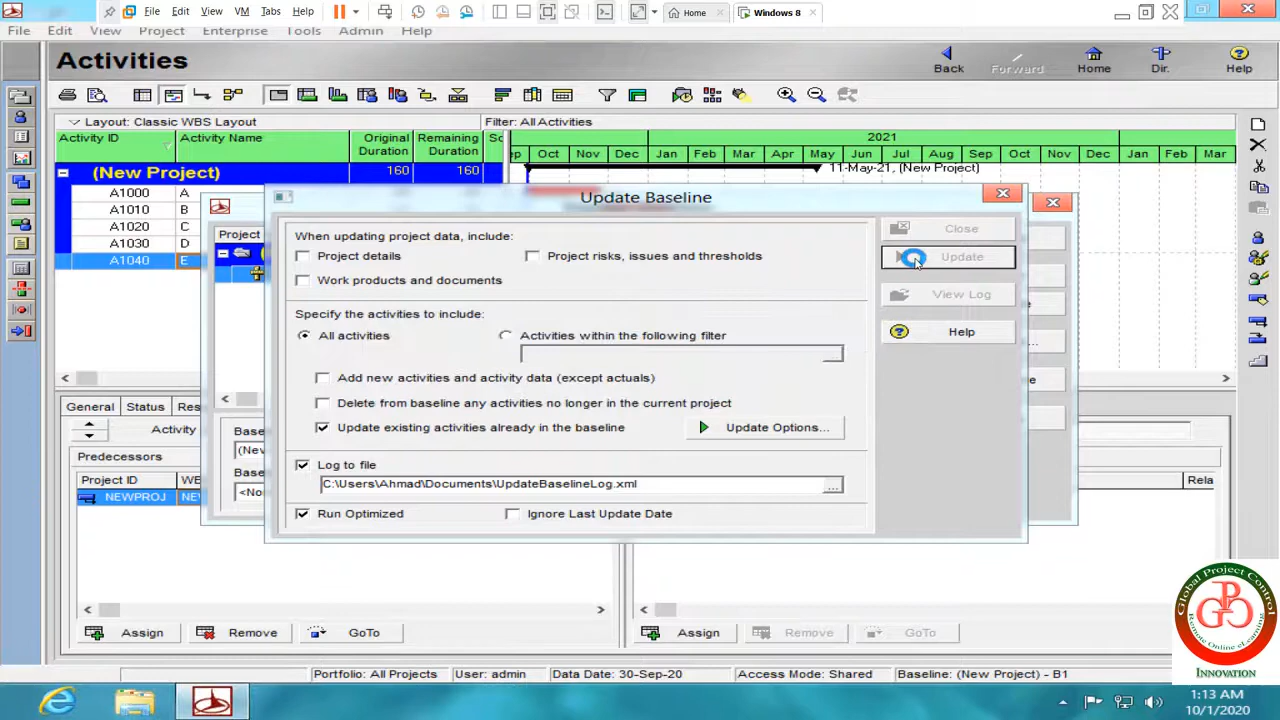 File Edit View VM Tabs Help Home Windows 8
File Edit View Project Enterprise Tools Admin Help
Activities
Back Forward Home Dir. Help
Layout: Classic WBS Layout Filter: All Activities
Activity ID Activity Name Original Duration Remaining Duration 2021
Oct Nov Dec Jan Feb Mar Apr May Jun Jul Aug Sep Oct Nov Dec Jan Feb Mar
(New Project) 160 160 11-May-21, (New Project)
A1000 A
A1010 B
A1020 C
A1030 D
A1040 E
Update Baseline
Project
When updating project data, include:
Project details Project risks, issues and thresholds
Work products and documents
Specify the activities to include:
All activities Activities within the following filter
Add new activities and activity data (except actuals)
Delete from baseline any activities no longer in the current project
Update existing activities already in the baseline Update Options...
Log to file
C:\Users\Ahmad\Documents\UpdateBaselineLog.xml
Run Optimized Ignore Last Update Date
Close
Update
View Log
Help
General Status Res
Activity
Predecessors
Project ID
NEWPROJ
Assign Remove GoTo Assign Remove GoTo
Portfolio: All Projects User: admin Data Date: 30-Sep-20 Access Mode: Shared Baseline: (New Project) - B1
Global Project Control
GPC
Remote Online eLearning
INNOVATION
1:13 AM
10/1/2020